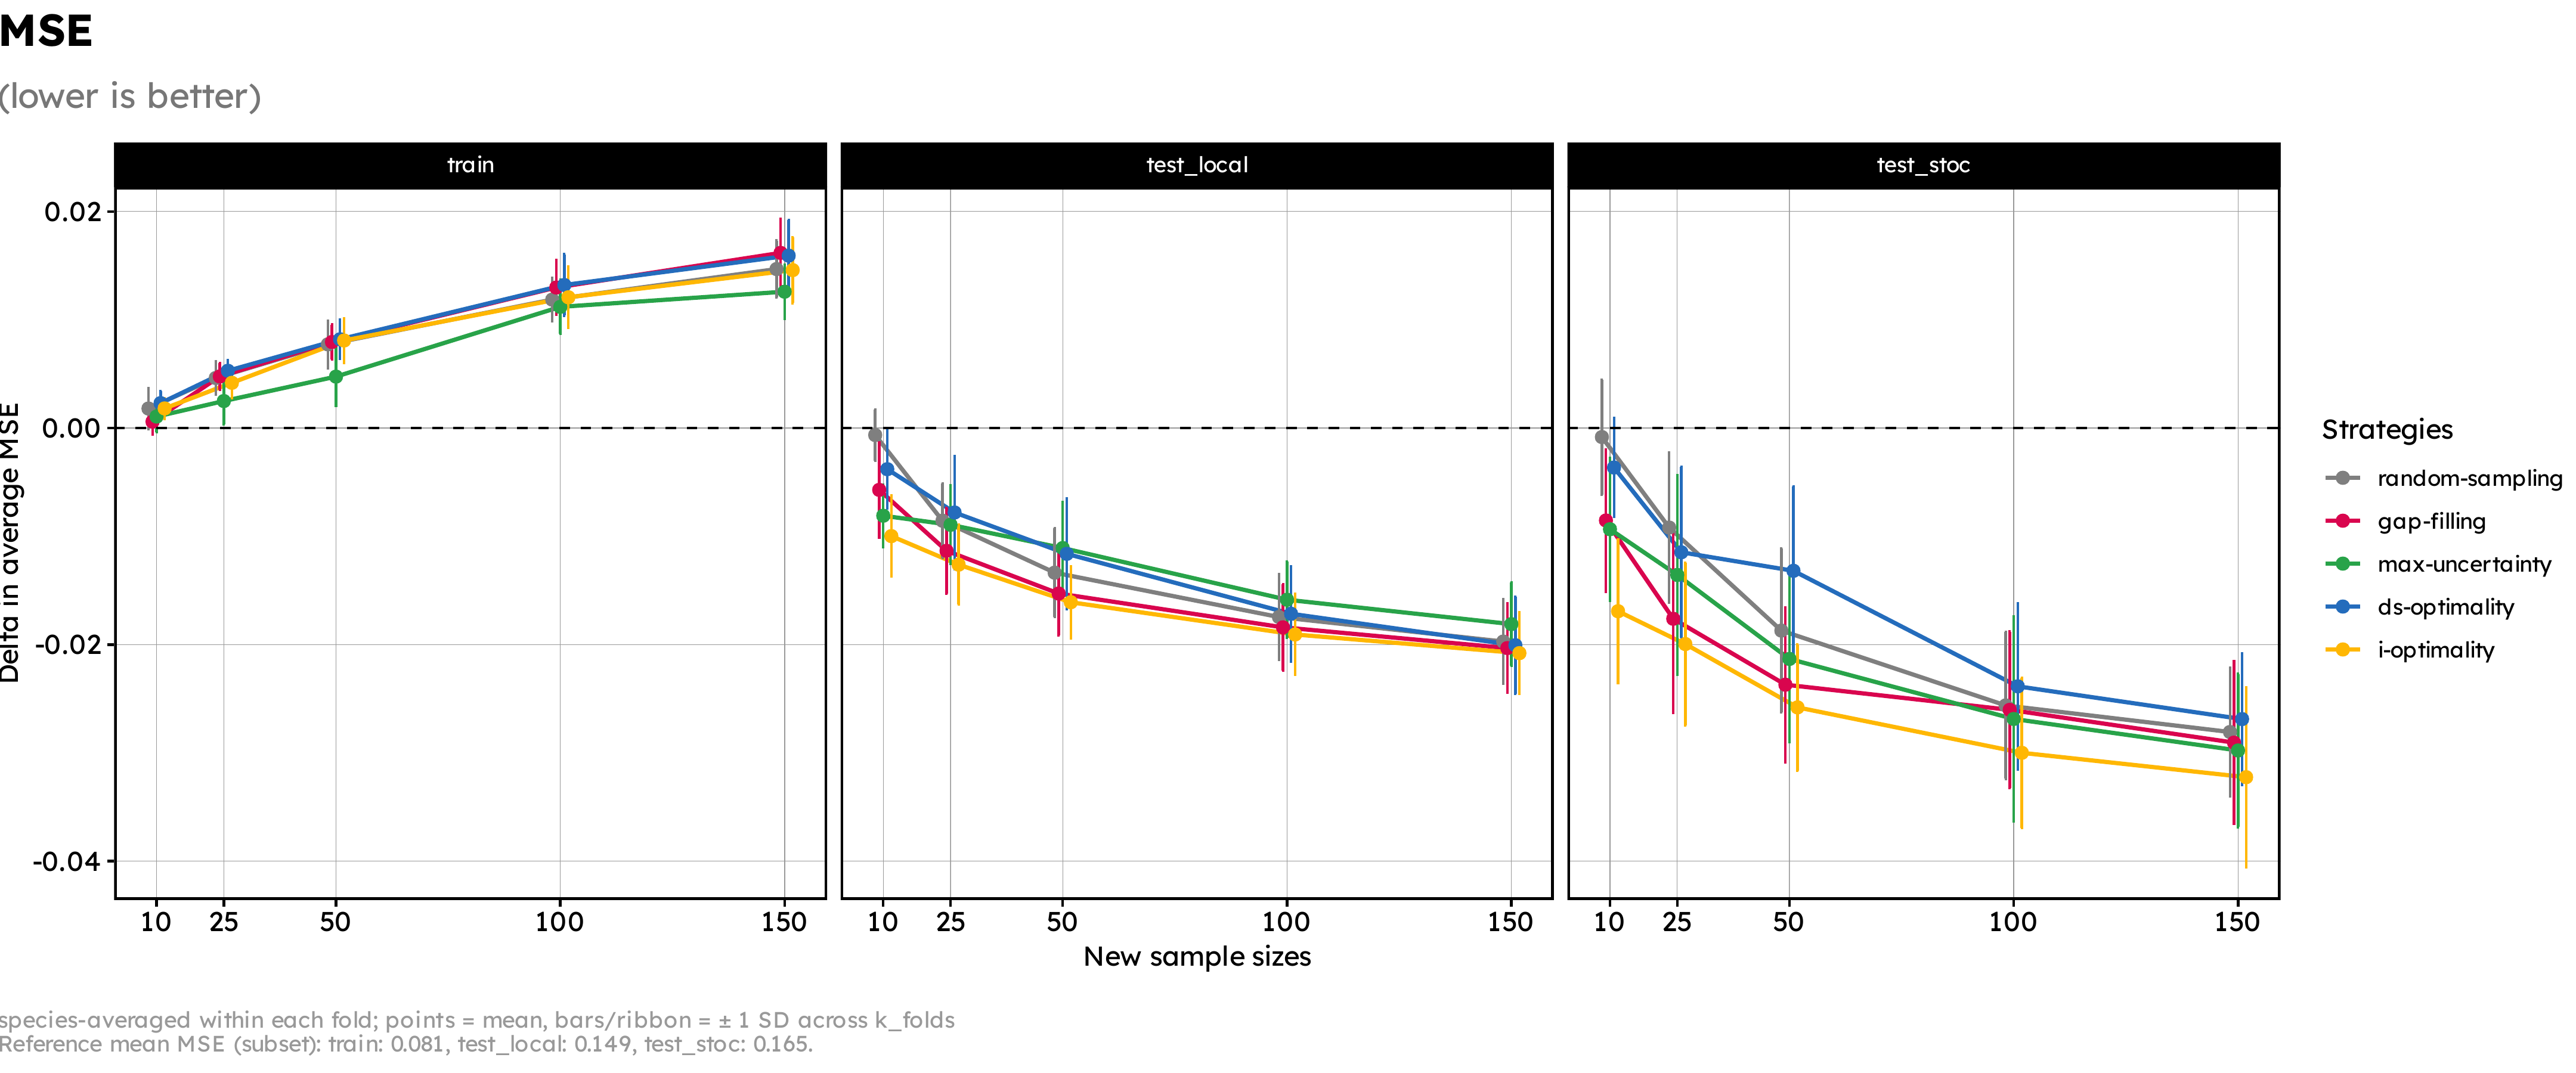 MSE
(lower is better)
train
test_local
test_stoc
0.02
0.00
-0.02
-0.04
Delta in average MSE
10 25 50 100 150
10 25 50 100 150
10 25 50 100 150
New sample sizes
Strategies
random-sampling
gap-filling
max-uncertainty
ds-optimality
i-optimality
species-averaged within each fold; points = mean, bars/ribbon = ± 1 SD across k_folds
Reference mean MSE (subset): train: 0.081, test_local: 0.149, test_stoc: 0.165.